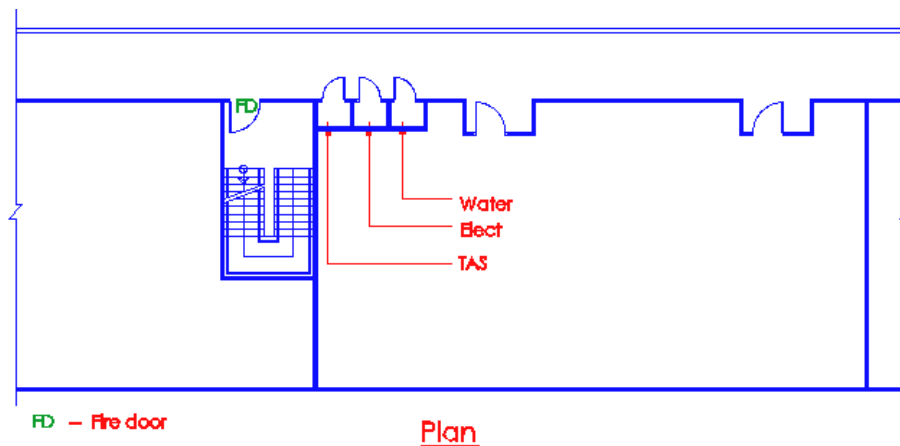 FD
Water
Elect
TAS
FD – Fire door
Plan